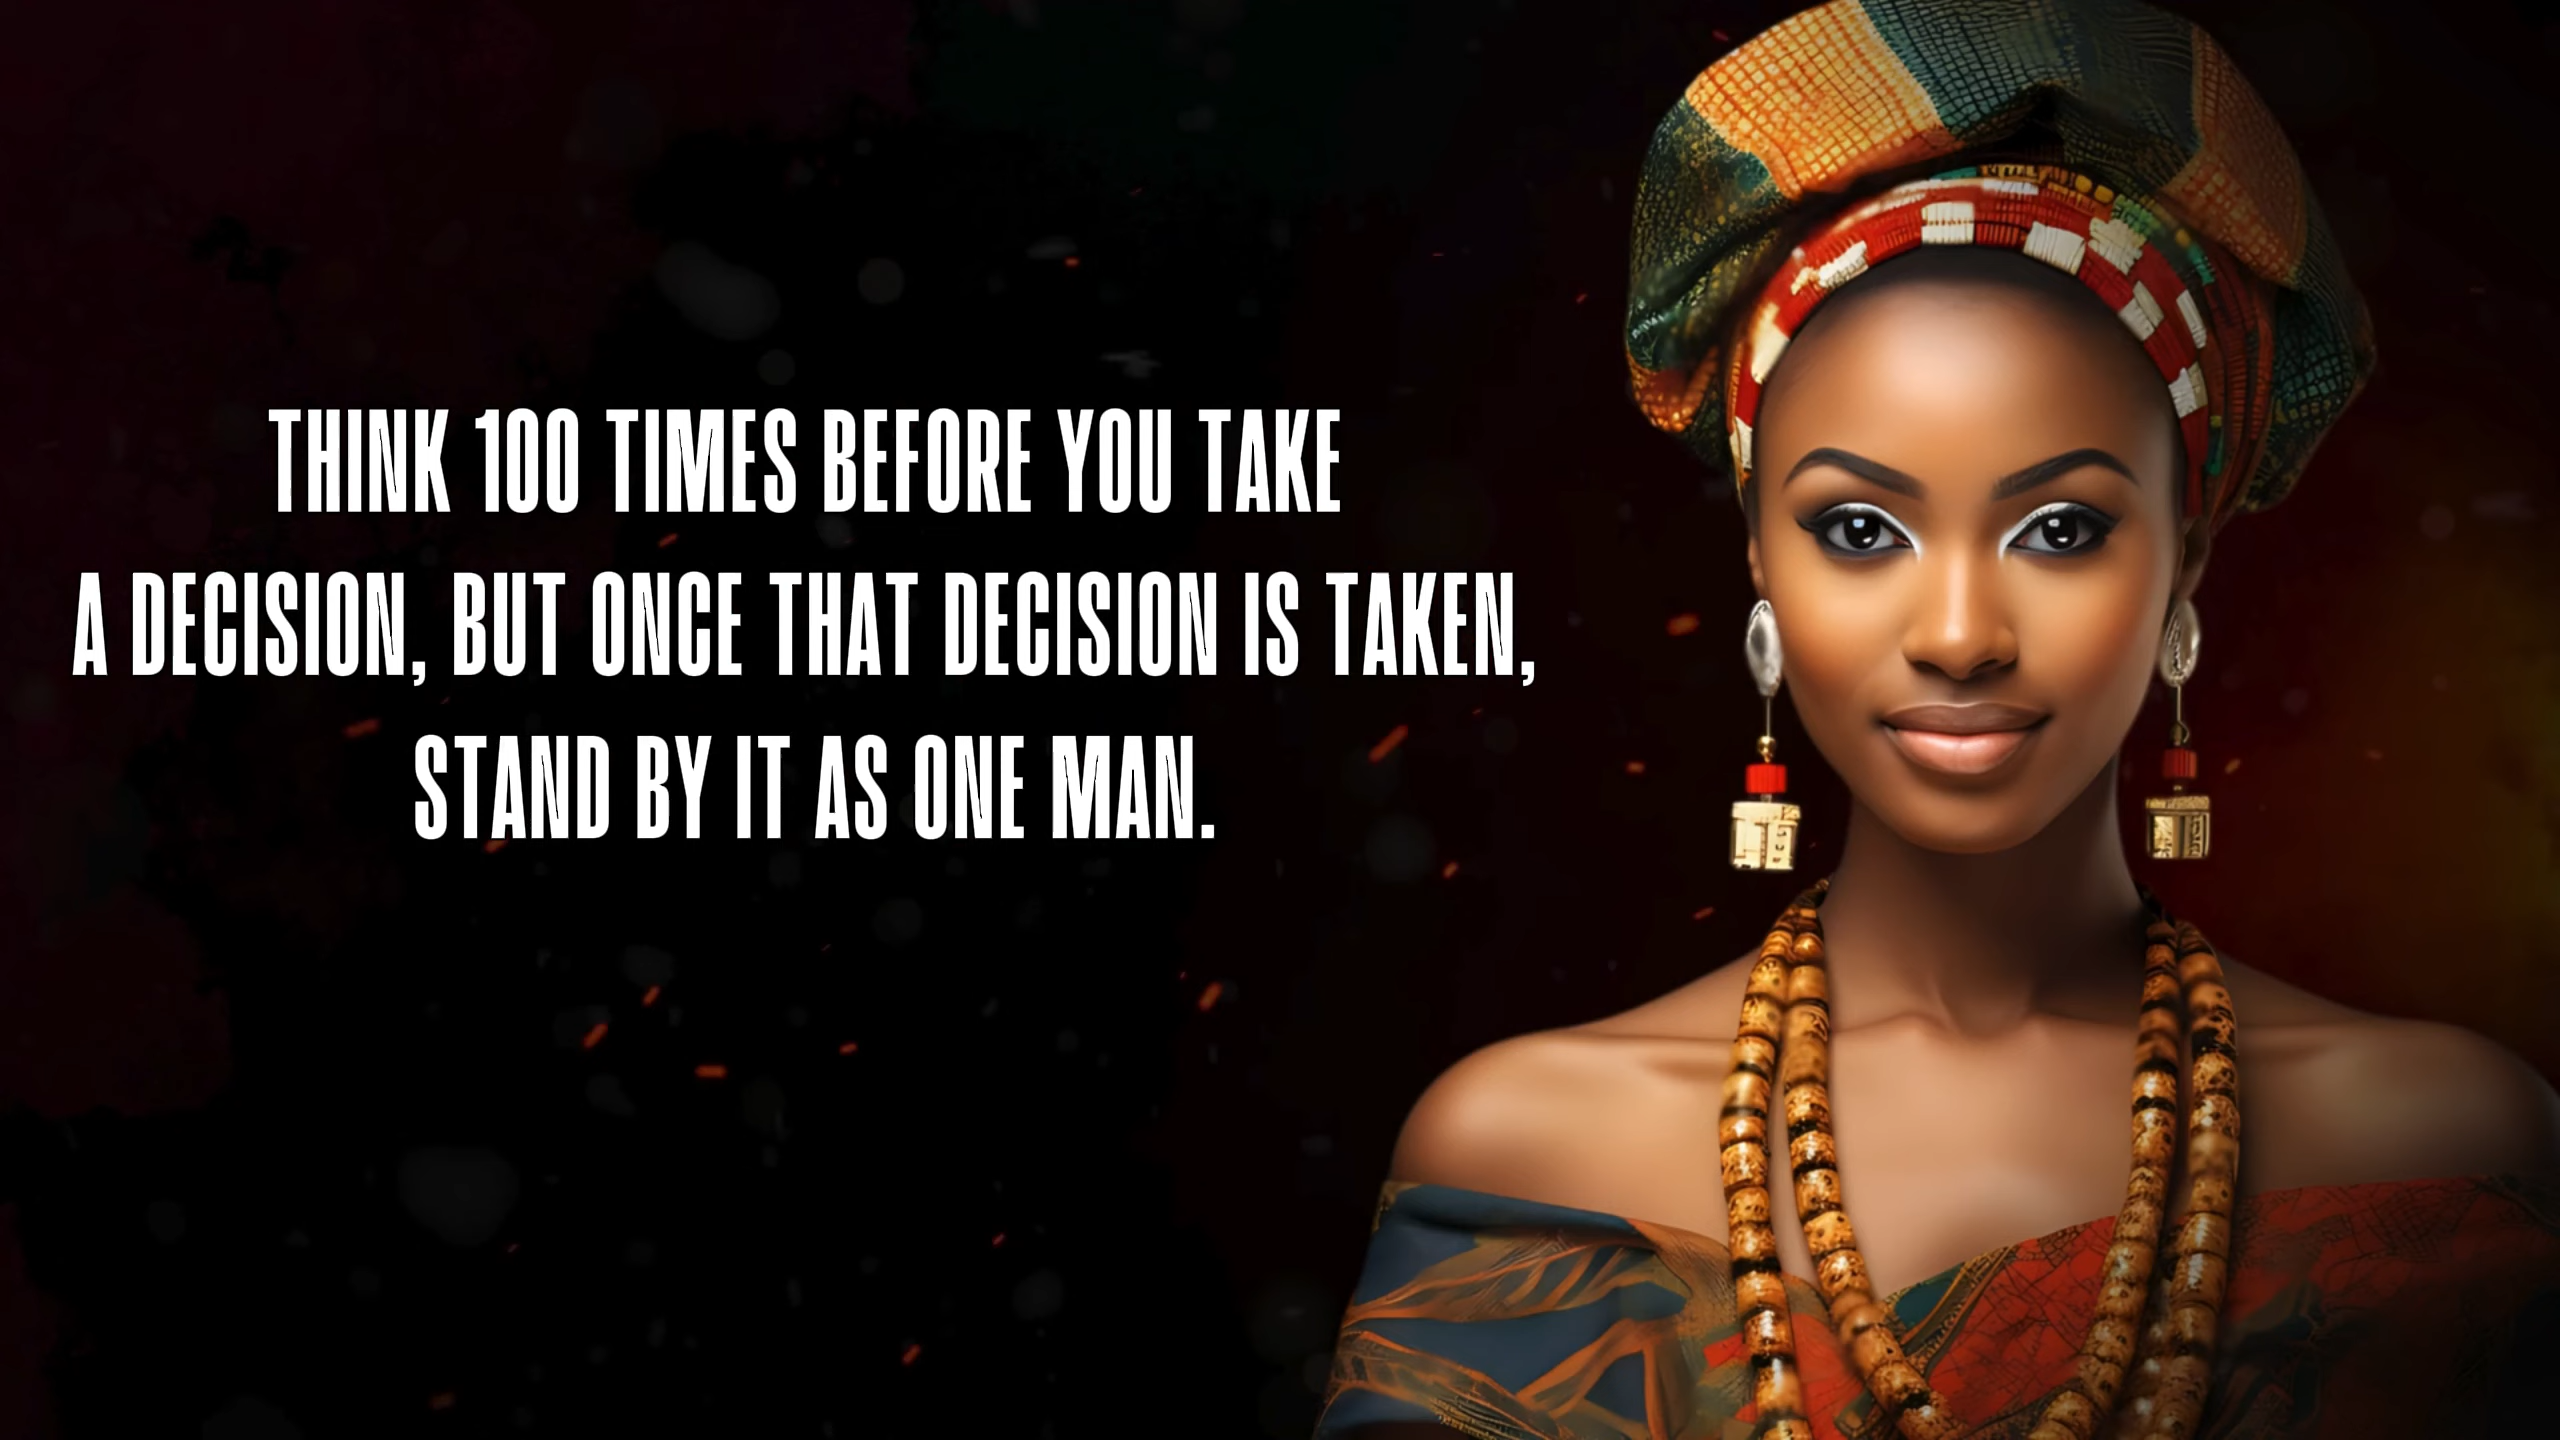 THINK 100 TIMES BEFORE YOU TAKE
A DECISION, BUT ONCE THAT DECISION IS TAKEN,
STAND BY IT AS ONE MAN.